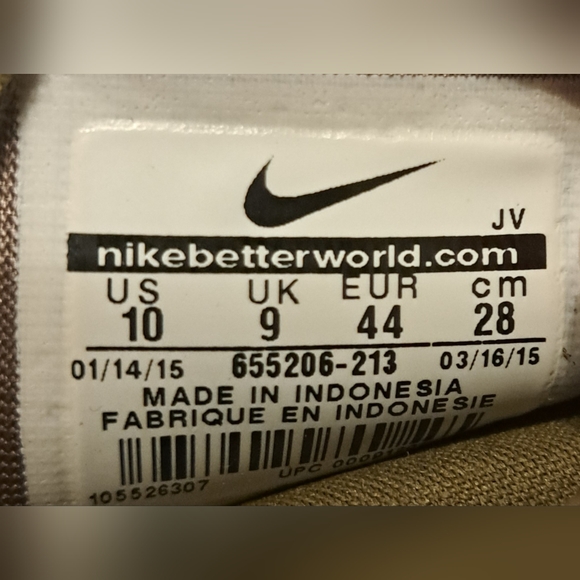 JV
nikebetterworld.com
US UK EUR cm
10 9 44 28
01/14/15 655206-213 03/16/15
MADE IN INDONESIA
FABRIQUE EN INDONESIE
UPC
105526307